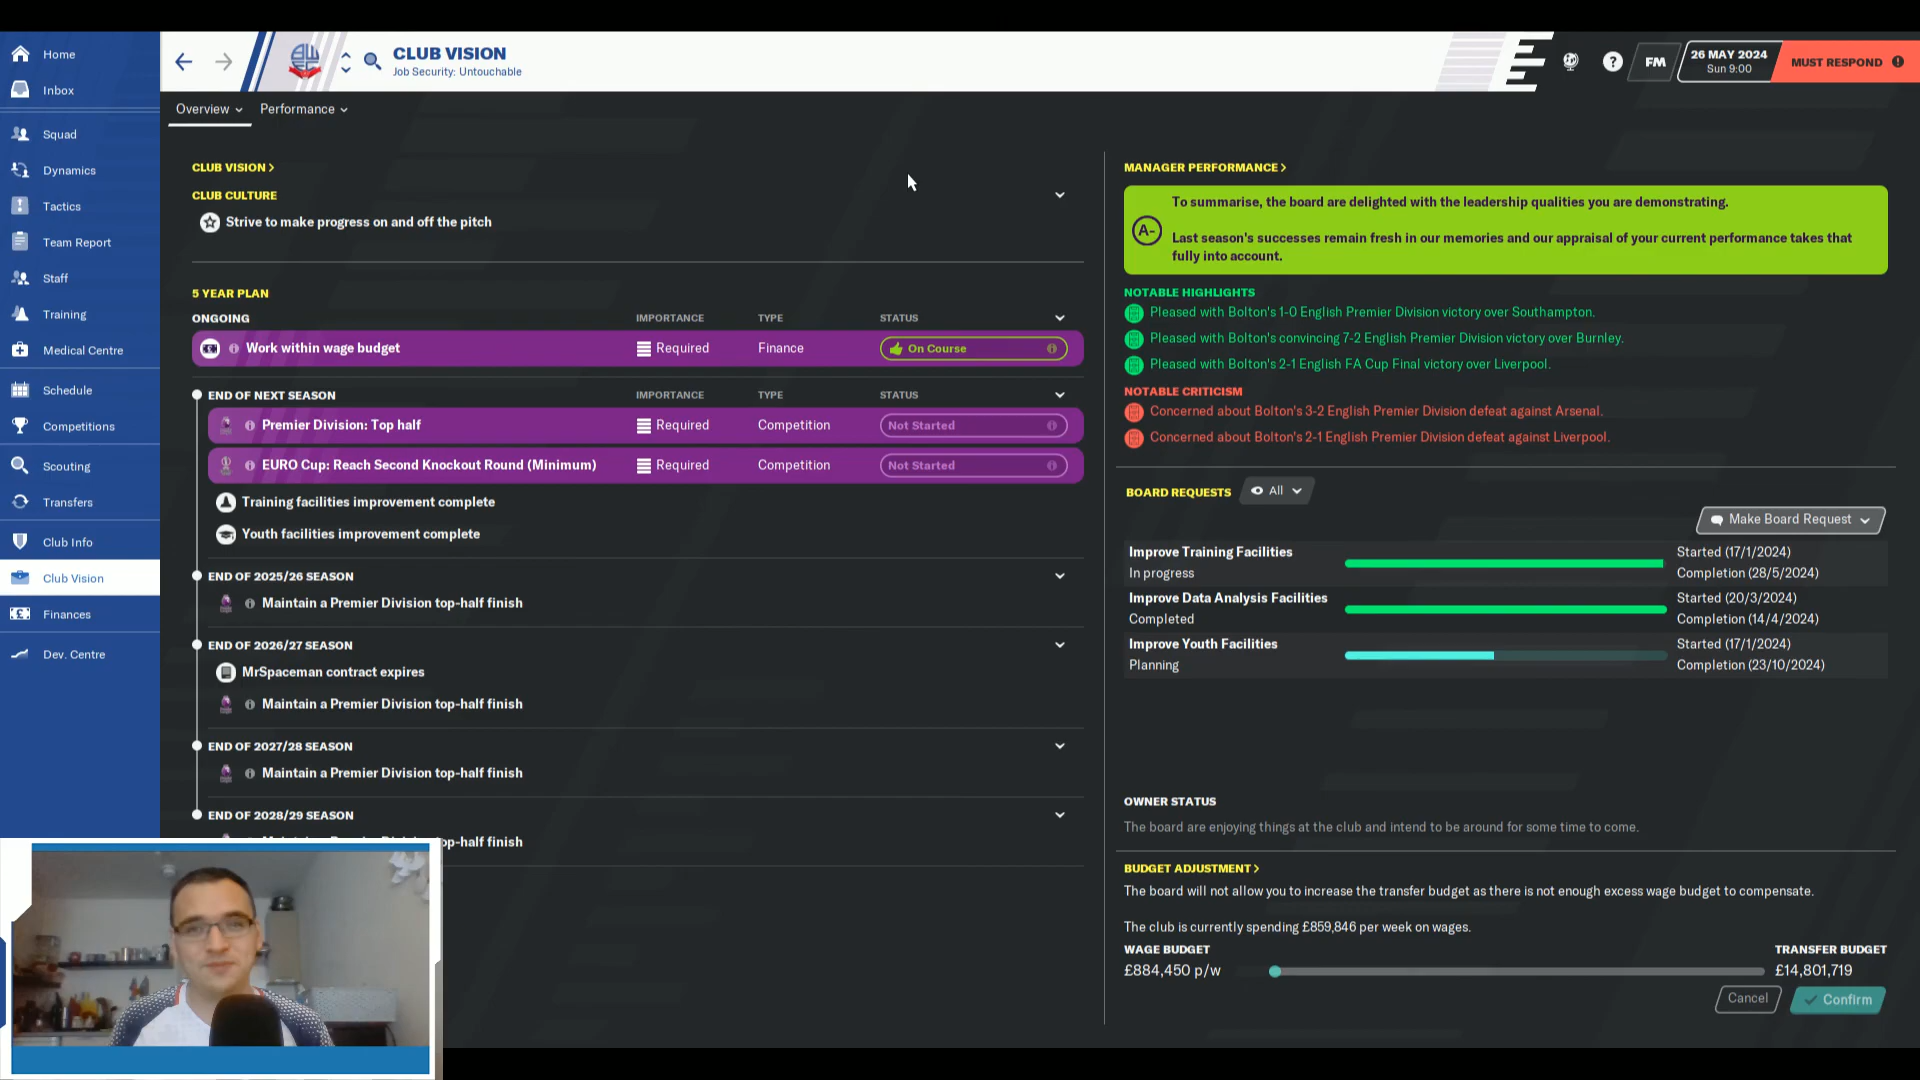 Home
Inbox
Squad
Dynamics
Tactics
Team Report
Staff
Training
Medical Centre
Schedule
Competitions
Scouting
Transfers
Club Info
Club Vision
Finances
Dev. Centre
CLUB VISION
Job Security: Untouchable
?
FM
26 MAY 2024
Sun 9:00
MUST RESPOND
Overview
Performance
CLUB VISION >
CLUB CULTURE
Strive to make progress on and off the pitch
5 YEAR PLAN
ONGOING IMPORTANCE TYPE STATUS
Work within wage budget Required Finance On Course
END OF NEXT SEASON IMPORTANCE TYPE STATUS
Premier Division: Top half Required Competition Not Started
EURO Cup: Reach Second Knockout Round (Minimum) Required Competition Not Started
Training facilities improvement complete
Youth facilities improvement complete
END OF 2025/26 SEASON
Maintain a Premier Division top-half finish
END OF 2026/27 SEASON
MrSpaceman contract expires
Maintain a Premier Division top-half finish
END OF 2027/28 SEASON
Maintain a Premier Division top-half finish
END OF 2028/29 SEASON
op-half finish
MANAGER PERFORMANCE >
A-
To summarise, the board are delighted with the leadership qualities you are demonstrating.
Last season's successes remain fresh in our memories and our appraisal of your current performance takes that
fully into account.
NOTABLE HIGHLIGHTS
Pleased with Bolton's 1-0 English Premier Division victory over Southampton.
Pleased with Bolton's convincing 7-2 English Premier Division victory over Burnley.
Pleased with Bolton's 2-1 English FA Cup Final victory over Liverpool.
NOTABLE CRITICISM
Concerned about Bolton's 3-2 English Premier Division defeat against Arsenal.
Concerned about Bolton's 2-1 English Premier Division defeat against Liverpool.
BOARD REQUESTS All
Make Board Request
Improve Training Facilities Started (17/1/2024)
In progress Completion (28/5/2024)
Improve Data Analysis Facilities Started (20/3/2024)
Completed Completion (14/4/2024)
Improve Youth Facilities Started (17/1/2024)
Planning Completion (23/10/2024)
OWNER STATUS
The board are enjoying things at the club and intend to be around for some time to come.
BUDGET ADJUSTMENT >
The board will not allow you to increase the transfer budget as there is not enough excess wage budget to compensate.
The club is currently spending £859,846 per week on wages.
WAGE BUDGET TRANSFER BUDGET
£884,450 p/w £14,801,719
Cancel Confirm